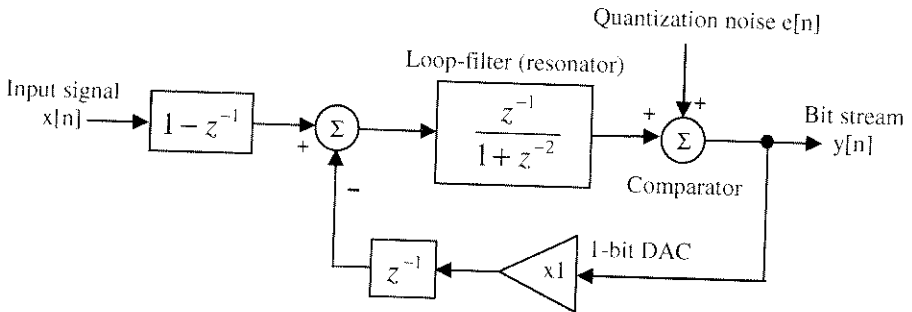 Quantization noise e[n]
Loop-filter (resonator)
Input signal
x[n]
1 − z⁻¹
+
Σ
−
z⁻¹
1 + z⁻²
+
+
Σ
Comparator
Bit stream
y[n]
z⁻¹
x1
1-bit DAC